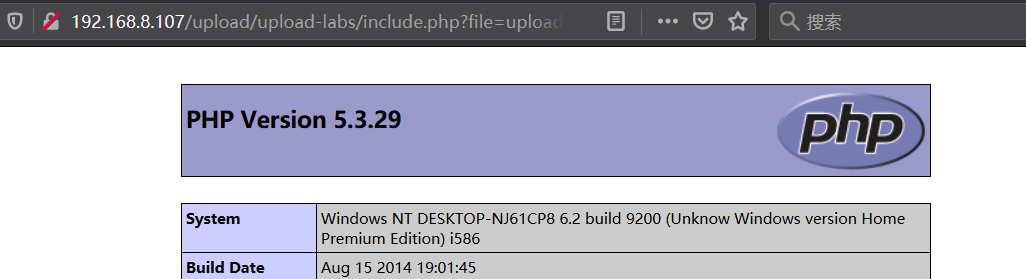 192.168.8.107/upload/upload-labs/include.php?file=upload
搜索
PHP Version 5.3.29
php
System
Windows NT DESKTOP-NJ61CP8 6.2 build 9200 (Unknow Windows version Home
Premium Edition) i586
Build Date
Aug 15 2014 19:01:45